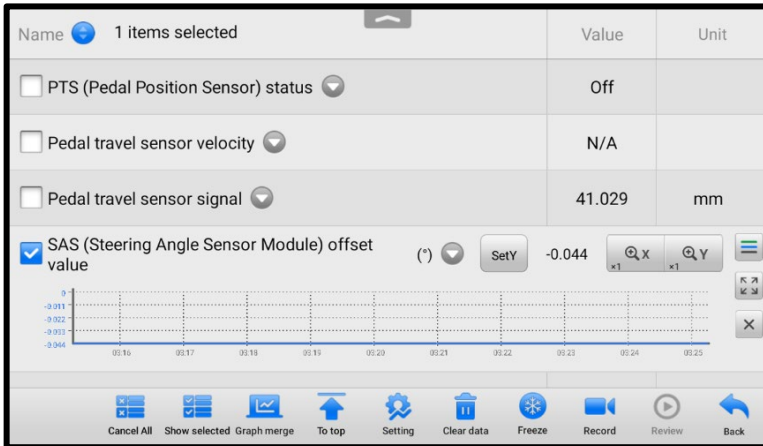 Name 1 items selected Value Unit
PTS (Pedal Position Sensor) status Off
Pedal travel sensor velocity N/A
Pedal travel sensor signal 41.029 mm
SAS (Steering Angle Sensor Module) offset
value (°) SetY -0.044 X ×1 Y ×1
0
-0.011
-0.022
-0.033
-0.044
03:16 03:17 03:18 03:19 03:20 03:21 03:22 03:23 03:24 03:25
Cancel All Show selected Graph merge To top Setting Clear data Freeze Record Review Back